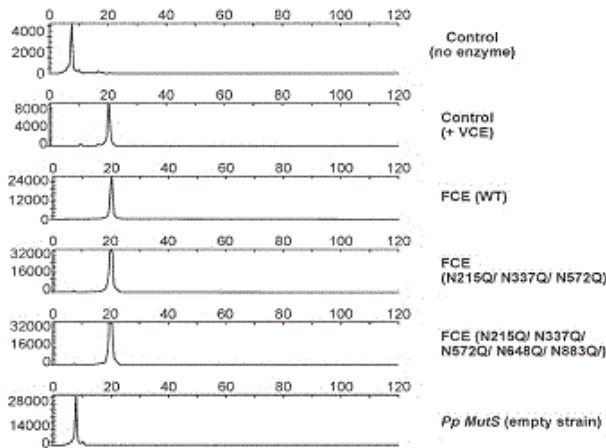 0 20 40 60 80 100 120
4000
2000
0
Control
(no enzyme)
0 20 40 60 80 100 120
8000
4000
0
Control
(+ VCE)
0 20 40 60 80 100 120
24000
12000
0
FCE (WT)
0 20 40 60 80 100 120
32000
16000
0
FCE
(N215Q/ N337Q/ N572Q)
0 20 40 60 80 100 120
32000
16000
0
FCE (N215Q/ N337Q/
N572Q/ N648Q/ N883Q/)
0 20 40 60 80 100 120
28000
14000
0
Pp MutS (empty strain)